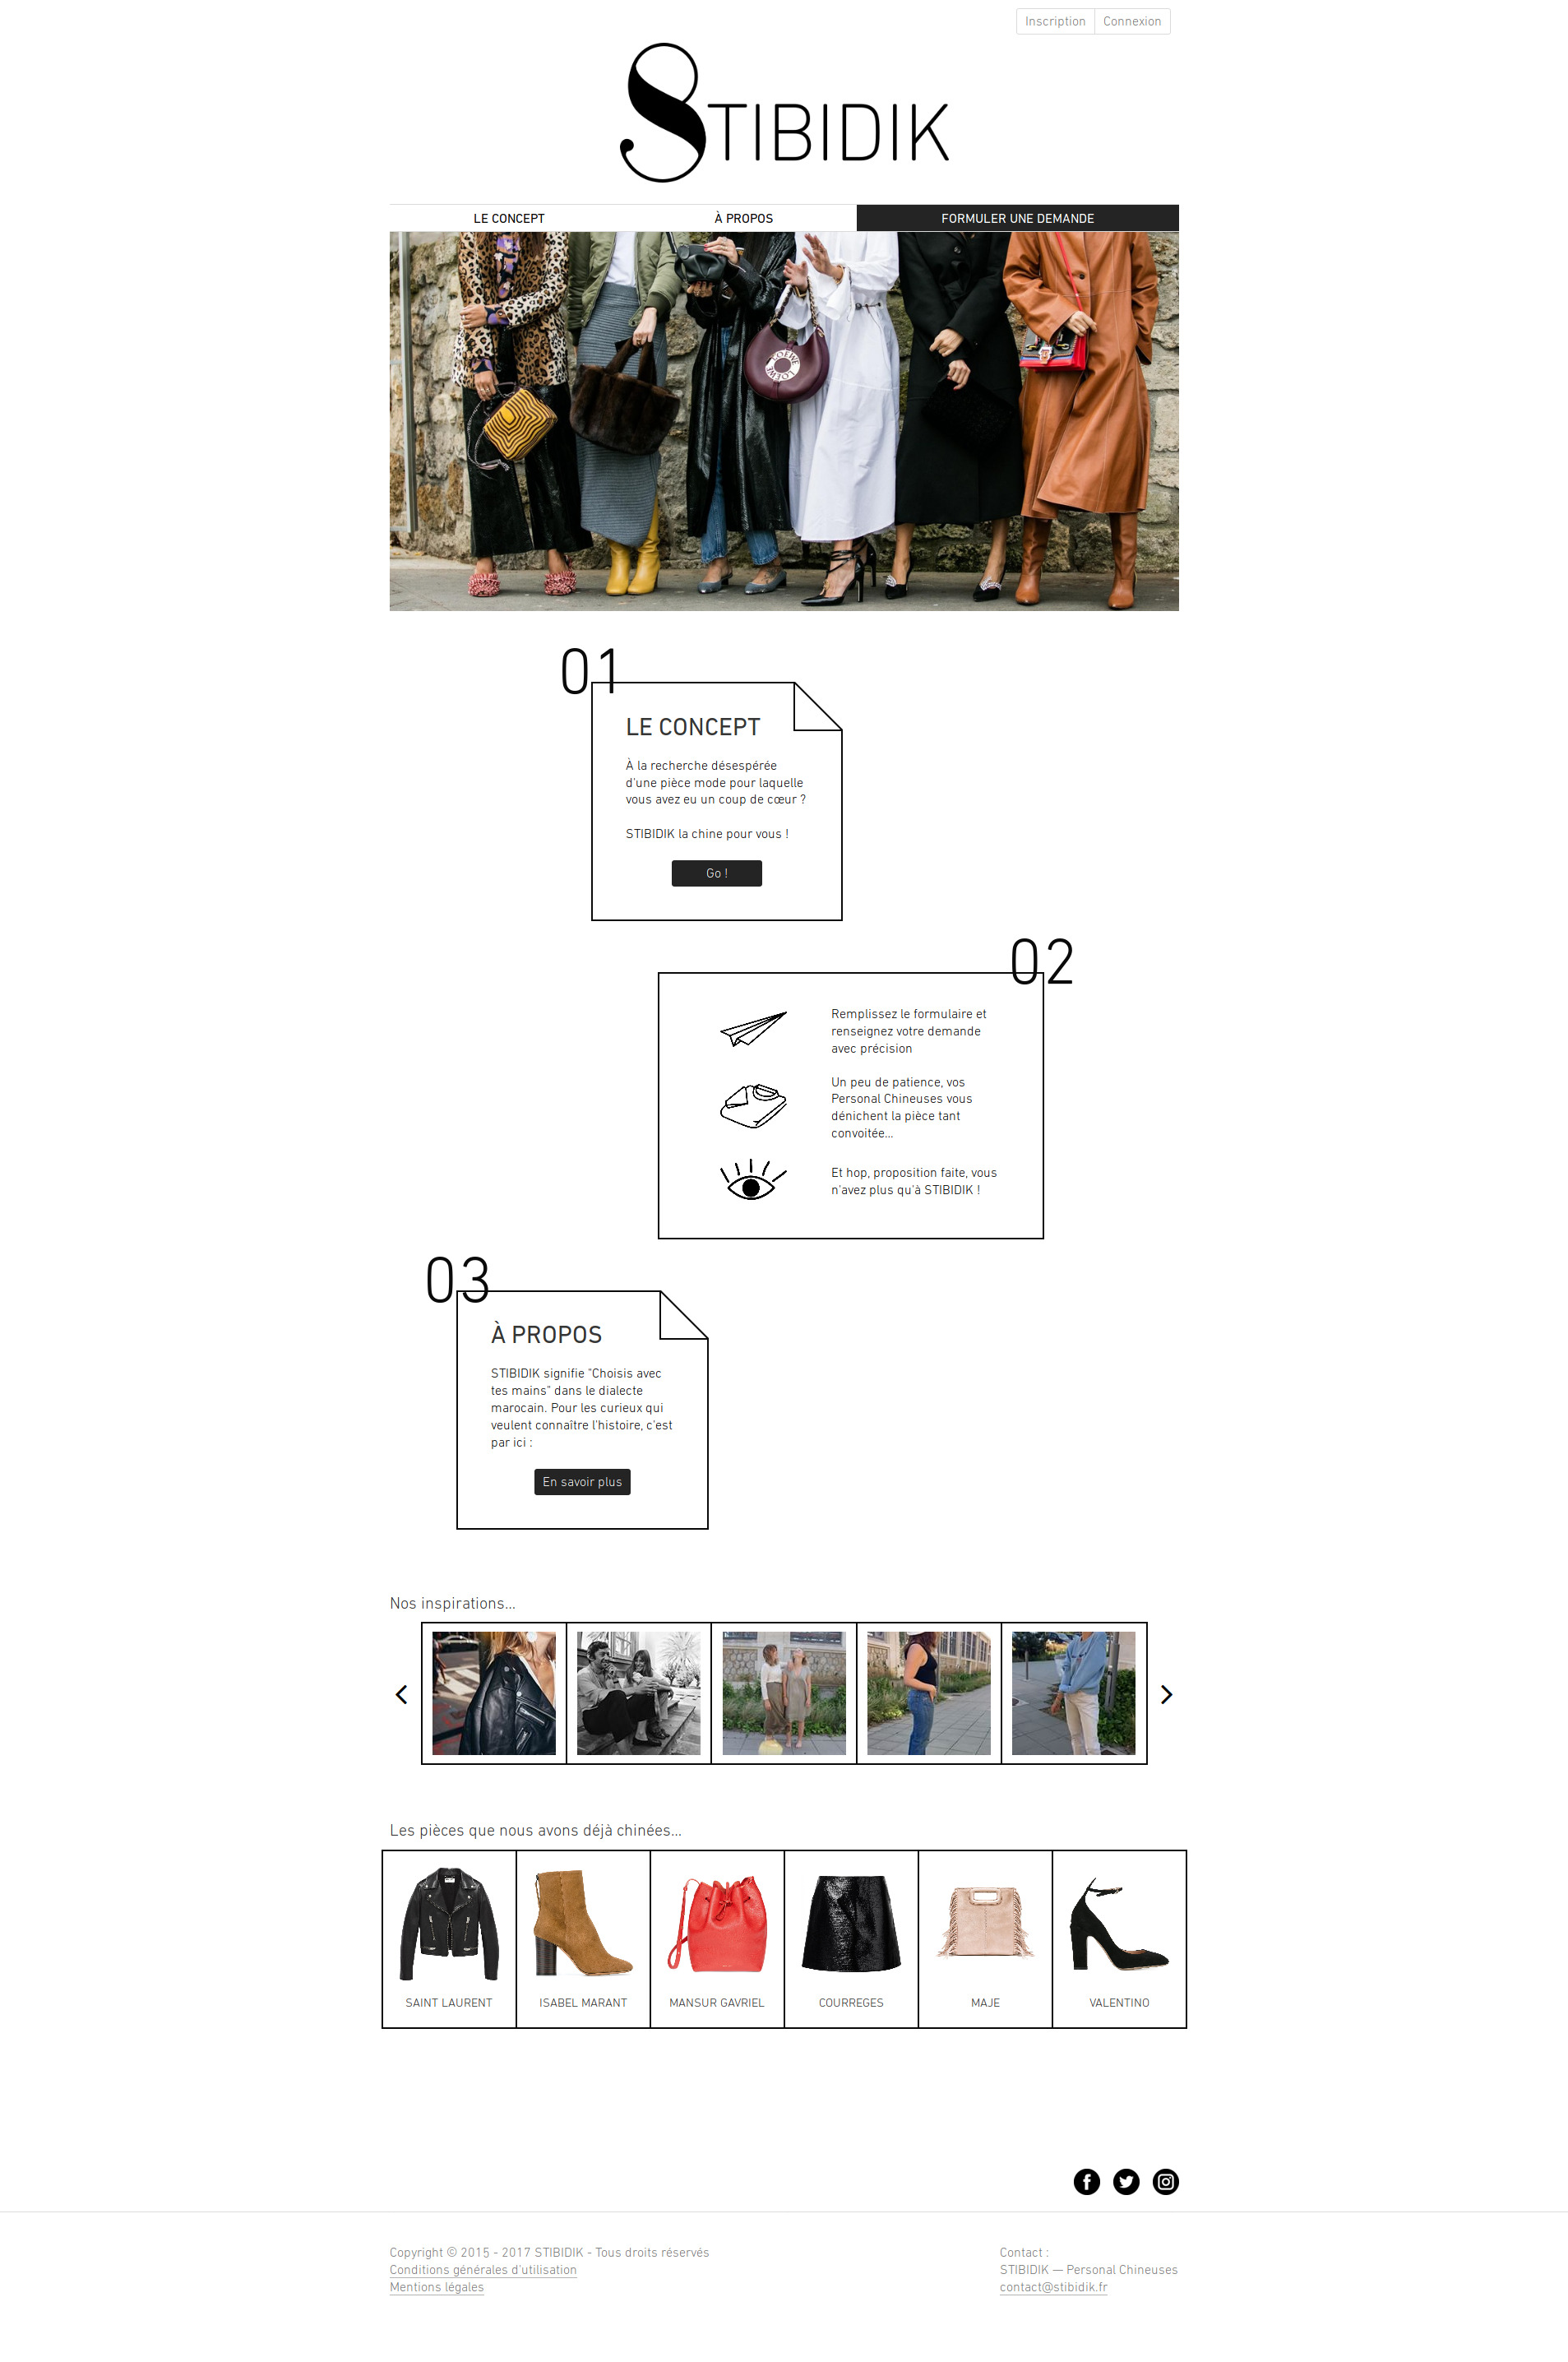 Inscription
Connexion
STIBIDIK
LE CONCEPT
À PROPOS
FORMULER UNE DEMANDE
LOEWE
LOEWE
01
LE CONCEPT
À la recherche désespérée
d'une pièce mode pour laquelle
vous avez eu un coup de cœur ?
STIBIDIK la chine pour vous !
Go !
02
Remplissez le formulaire et
renseignez votre demande
avec précision
Un peu de patience, vos
Personal Chineuses vous
dénichent la pièce tant
convoitée...
Et hop, proposition faite, vous
n'avez plus qu'à STIBIDIK !
03
À PROPOS
STIBIDIK signifie "Choisis avec
tes mains" dans le dialecte
marocain. Pour les curieux qui
veulent connaître l'histoire, c'est
par ici :
En savoir plus
Nos inspirations...
Les pièces que nous avons déjà chinées...
SAINT LAURENT
ISABEL MARANT
MANSUR GAVRIEL
COURREGES
MAJE
VALENTINO
Copyright © 2015 - 2017 STIBIDIK - Tous droits réservés
Conditions générales d'utilisation
Mentions légales
Contact :
STIBIDIK — Personal Chineuses
contact@stibidik.fr